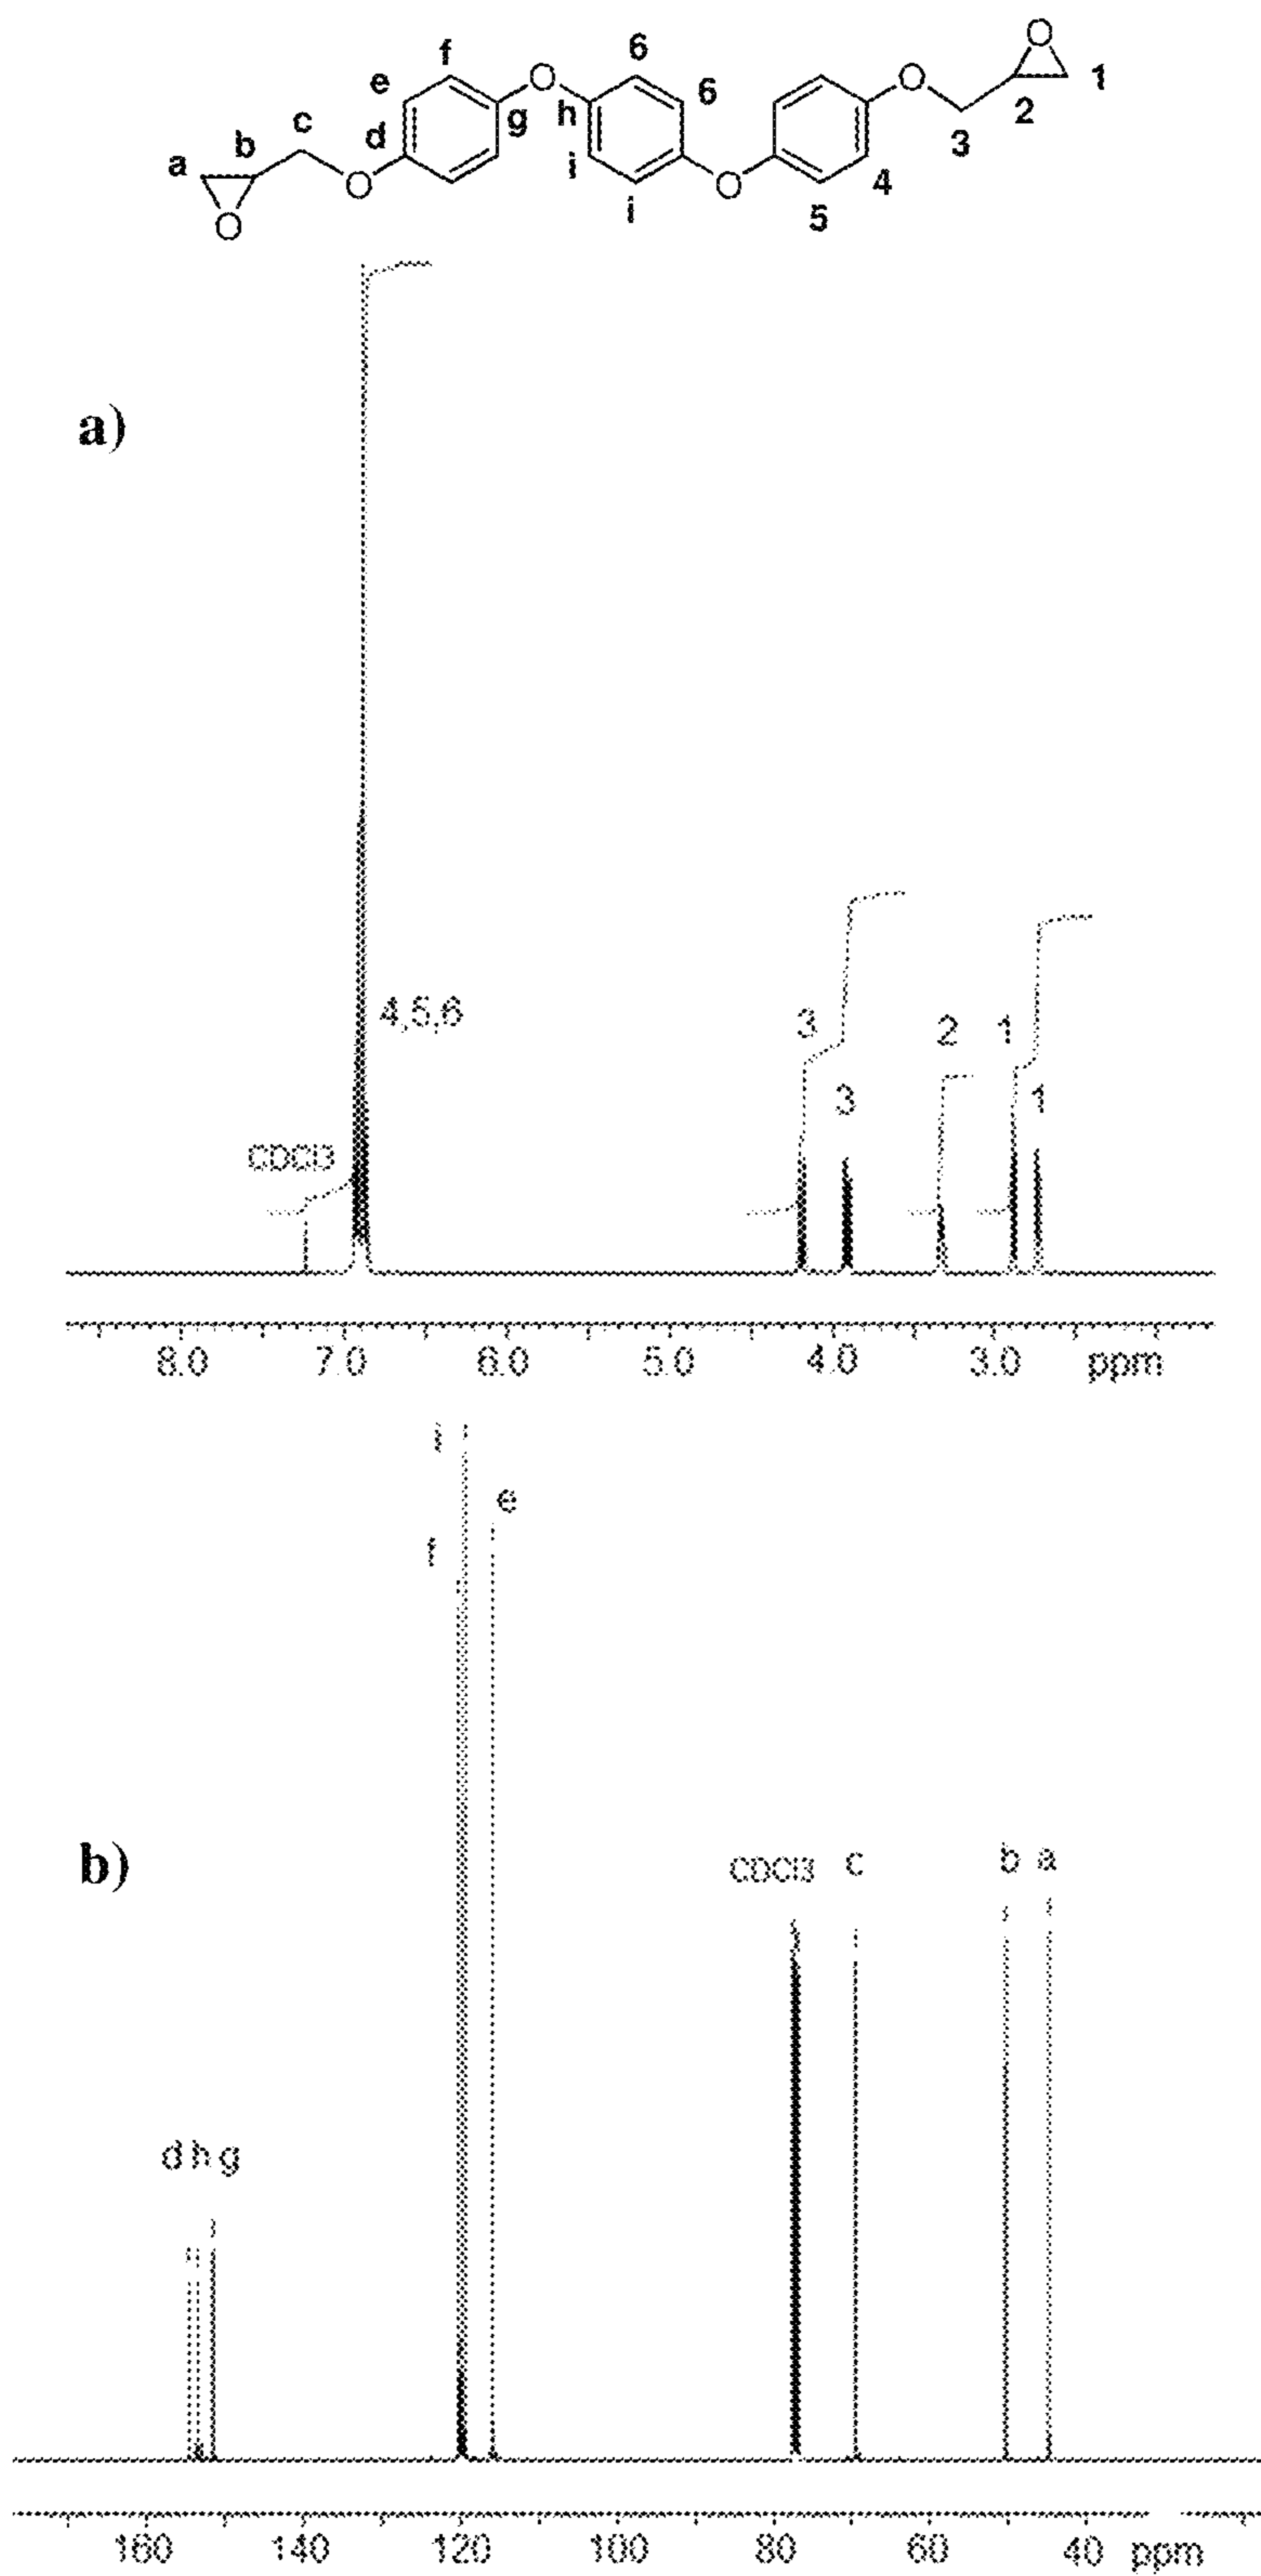 O
f
6
1
e
O
6
O
g
h
2
c
d
3
b
i
a
4
O
O
i
5
O
a)
4,5,6
3
2
1
3
1
CDCl3
8.0 7.0 6.0 5.0 4.0 3.0 ppm
i
e
f
b)
CDCl3 c b a
d h g
160 140 120 100 80 60 40 ppm